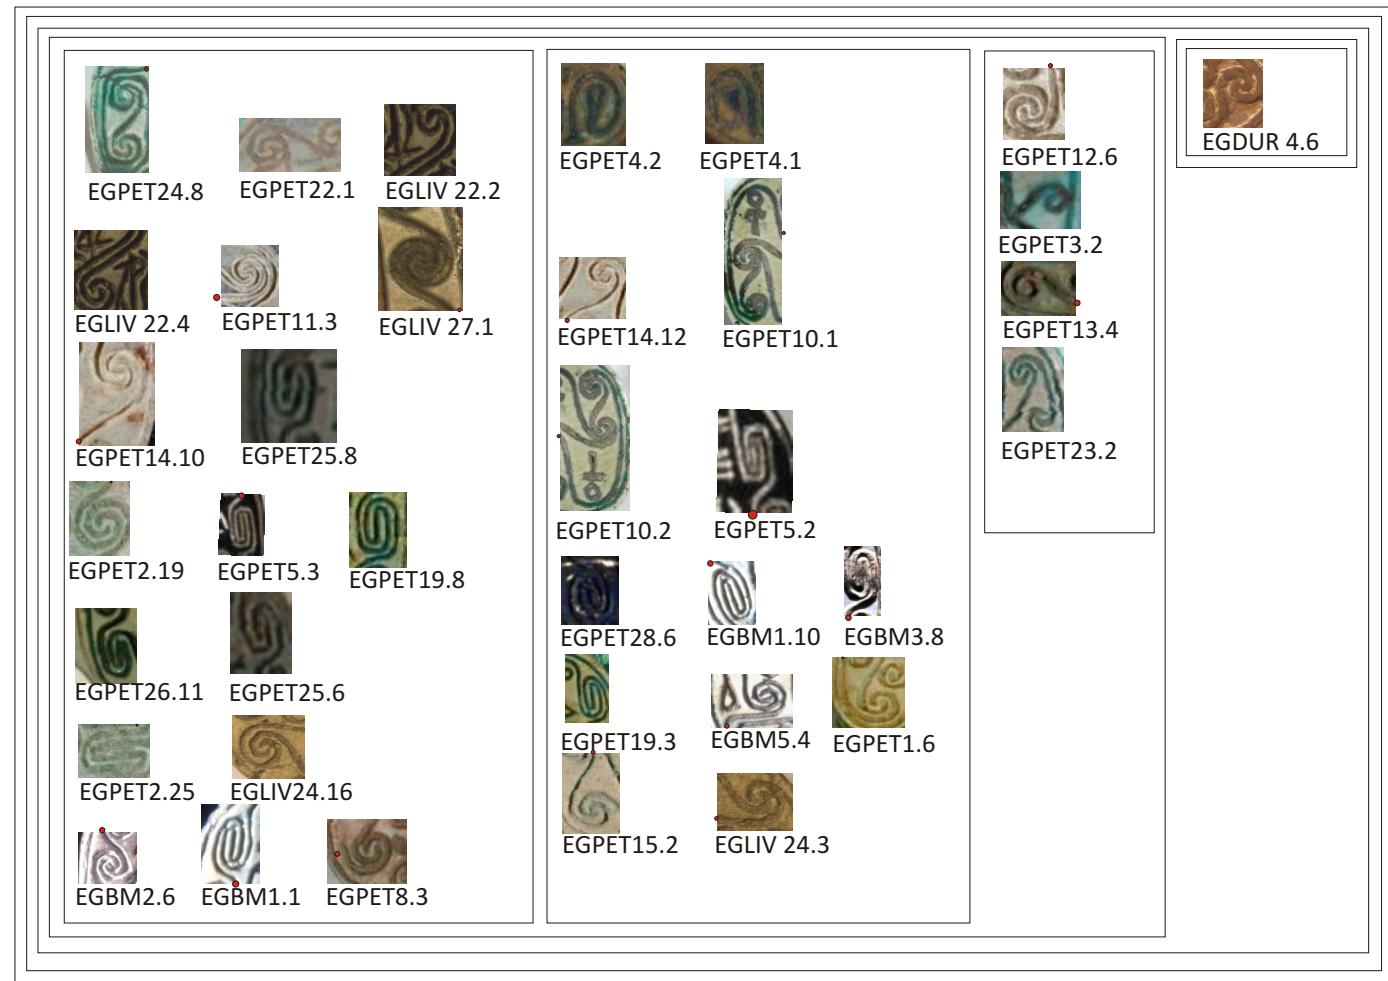 EGPET24.8
EGPET22.1
EGLIV 22.2
EGLIV 22.4
EGPET11.3
EGLIV 27.1
EGPET14.10
EGPET25.8
EGPET2.19
EGPET5.3
EGPET19.8
EGPET26.11
EGPET25.6
EGPET2.25
EGLIV24.16
EGBM2.6
EGBM1.1
EGPET8.3
EGPET4.2
EGPET4.1
EGPET14.12
EGPET10.1
EGPET10.2
EGPET5.2
EGPET28.6
EGBM1.10
EGBM3.8
EGPET19.3
EGBM5.4
EGPET1.6
EGPET15.2
EGLIV 24.3
EGPET12.6
EGPET3.2
EGPET13.4
EGPET23.2
EGDUR 4.6